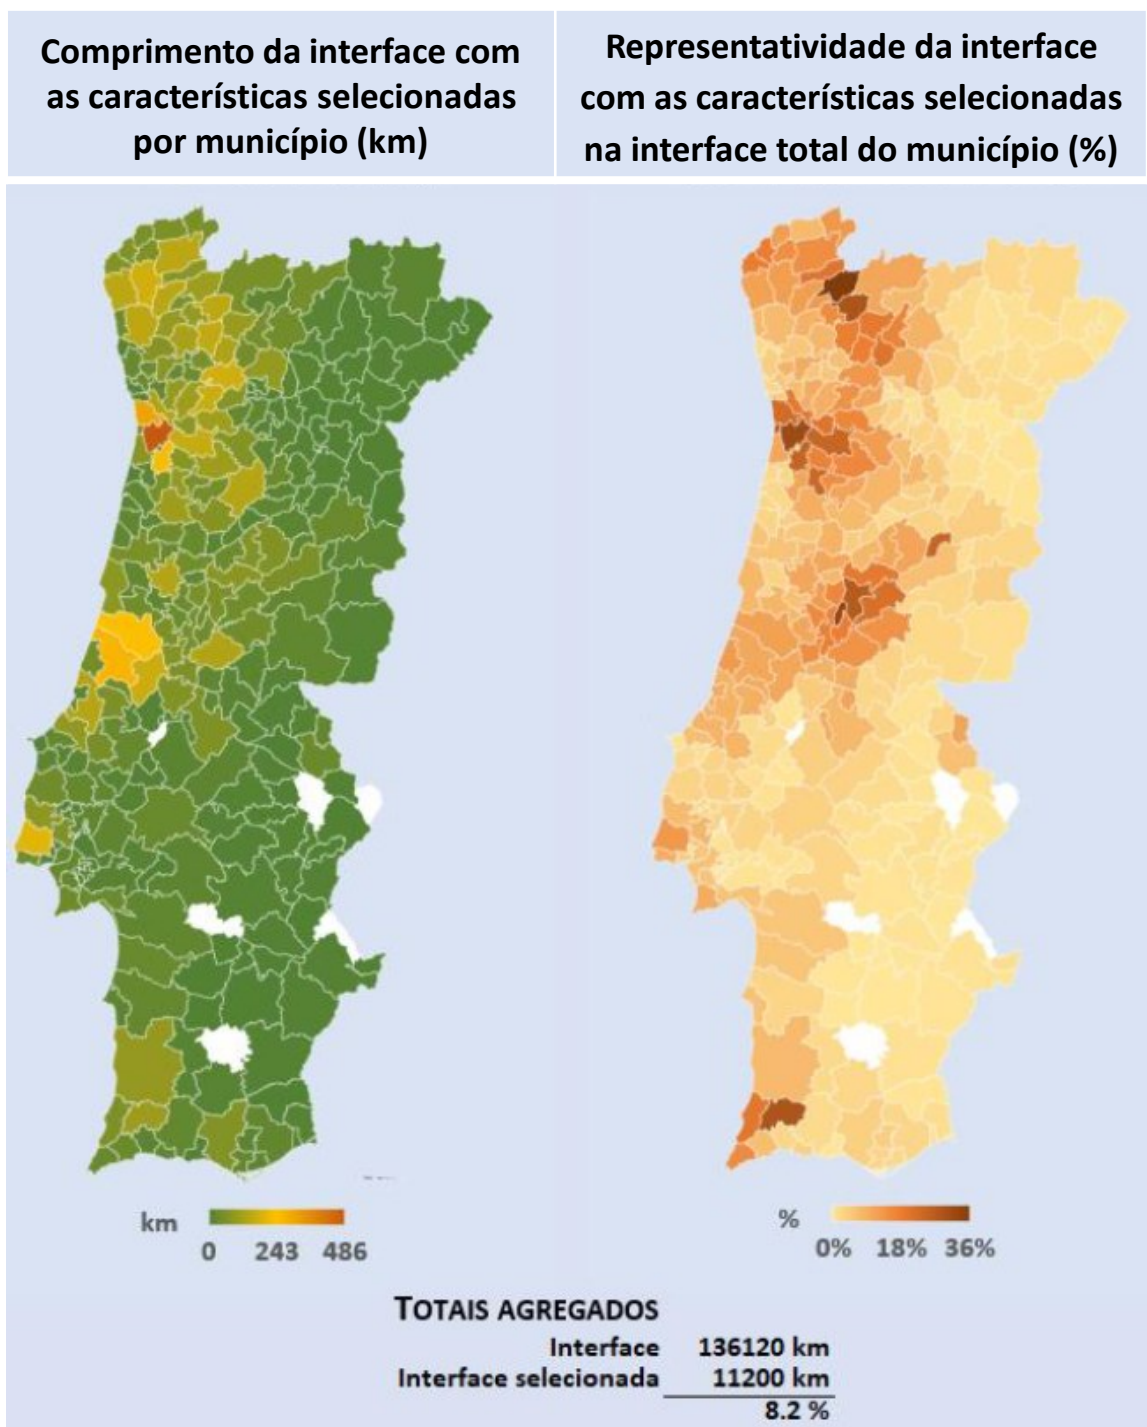 Comprimento da interface com
as características selecionadas
por município (km)
Representatividade da interface
com as características selecionadas
na interface total do município (%)
km
0 243 486
%
0% 18% 36%
TOTAIS AGREGADOS
Interface 136120 km
Interface selecionada 11200 km
8.2 %